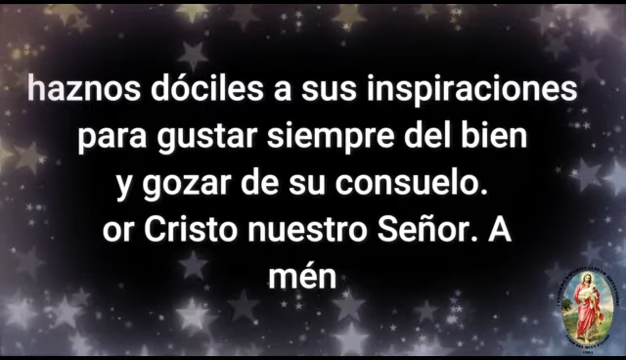 haznos dóciles a sus inspiraciones
para gustar siempre del bien
y gozar de su consuelo.
or Cristo nuestro Señor. A
mén